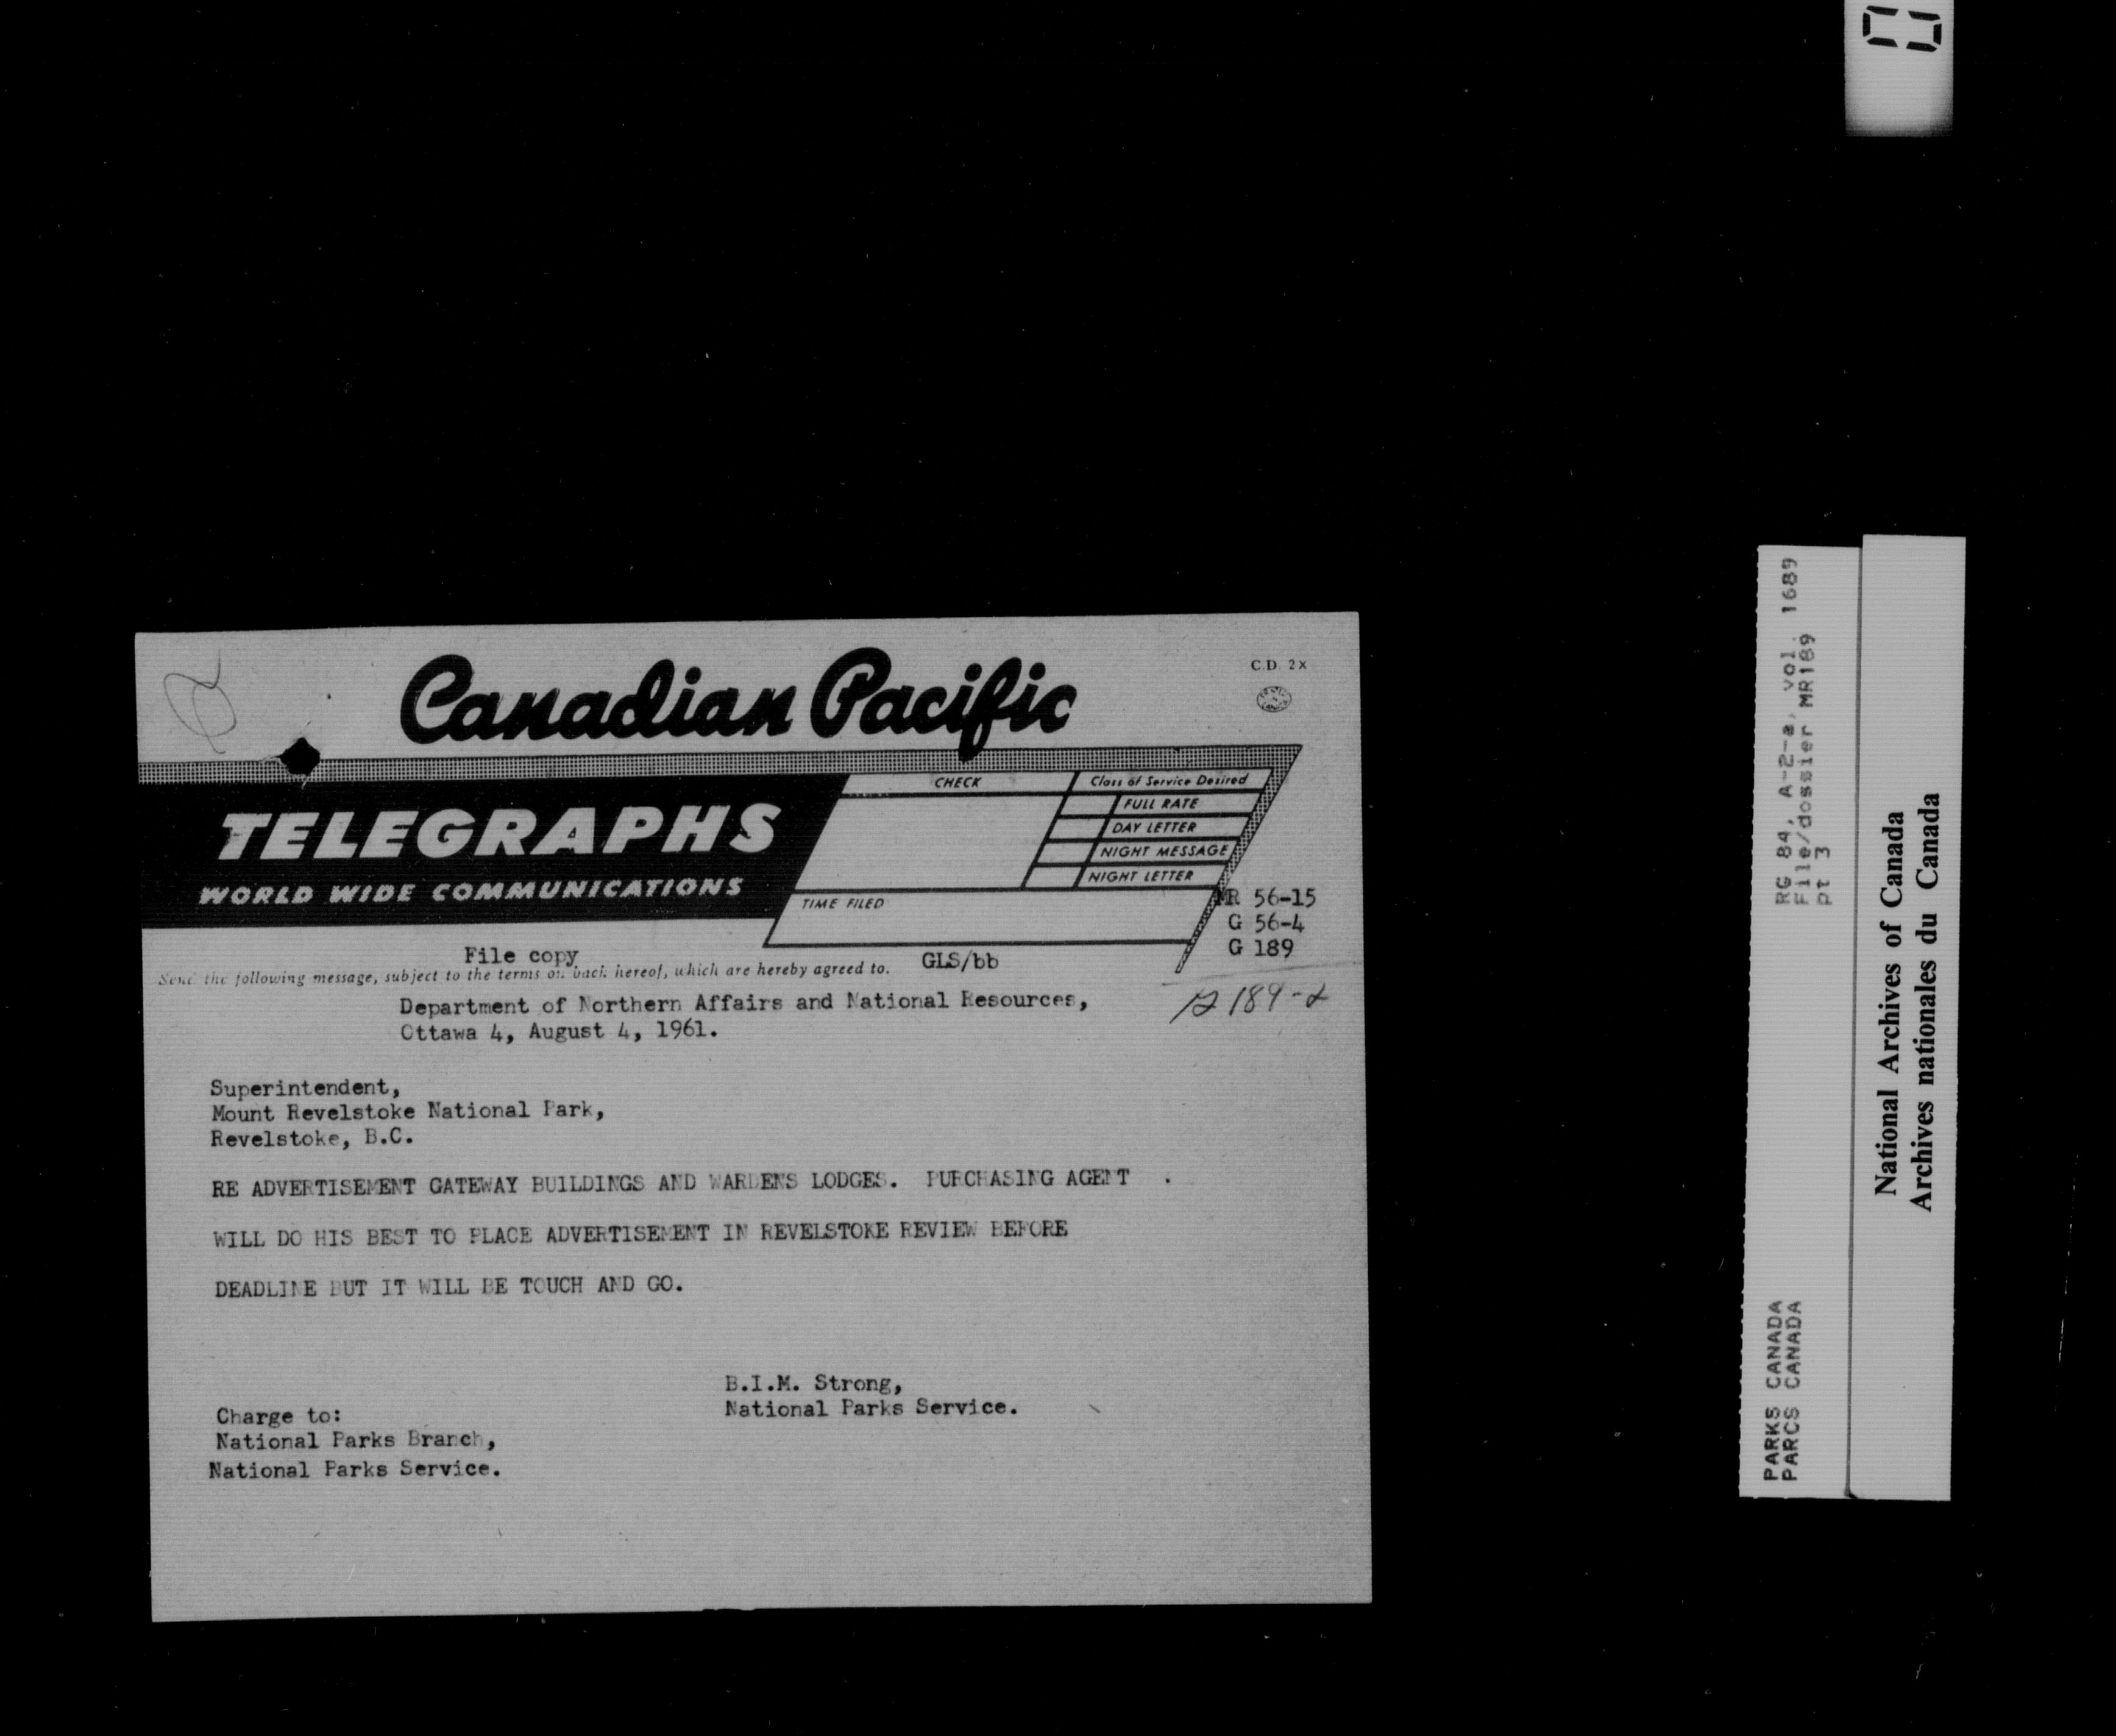 Canadian Pacific
C.D. 2X
TELEGRAPHS
WORLD WIDE COMMUNICATIONS
CHECK
Class of Service Desired
FULL RATE
DAY LETTER
NIGHT MESSAGE
NIGHT LETTER
TIME FILED
MR 56-15
G 56-4
G 189
File copy
GLS/bb
Send the following message, subject to the terms on back hereof, which are hereby agreed to.
189-2
Department of Northern Affairs and National Resources,
Ottawa 4, August 4, 1961.
Superintendent,
Mount Revelstoke National Park,
Revelstoke, B.C.
RE ADVERTISEMENT GATEWAY BUILDINGS AND WARDENS LODGES. PURCHASING AGENT .
WILL DO HIS BEST TO PLACE ADVERTISEMENT IN REVELSTOKE REVIEW BEFORE
DEADLINE BUT IT WILL BE TOUCH AND GO.
B.I.M. Strong,
National Parks Service.
Charge to:
National Parks Branch,
National Parks Service.
PARKS CANADA
PARCS CANADA
RG 84, A-2-a, vol. 1689
File/dossier MR189
pt 3
National Archives of Canada
Archives nationales du Canada